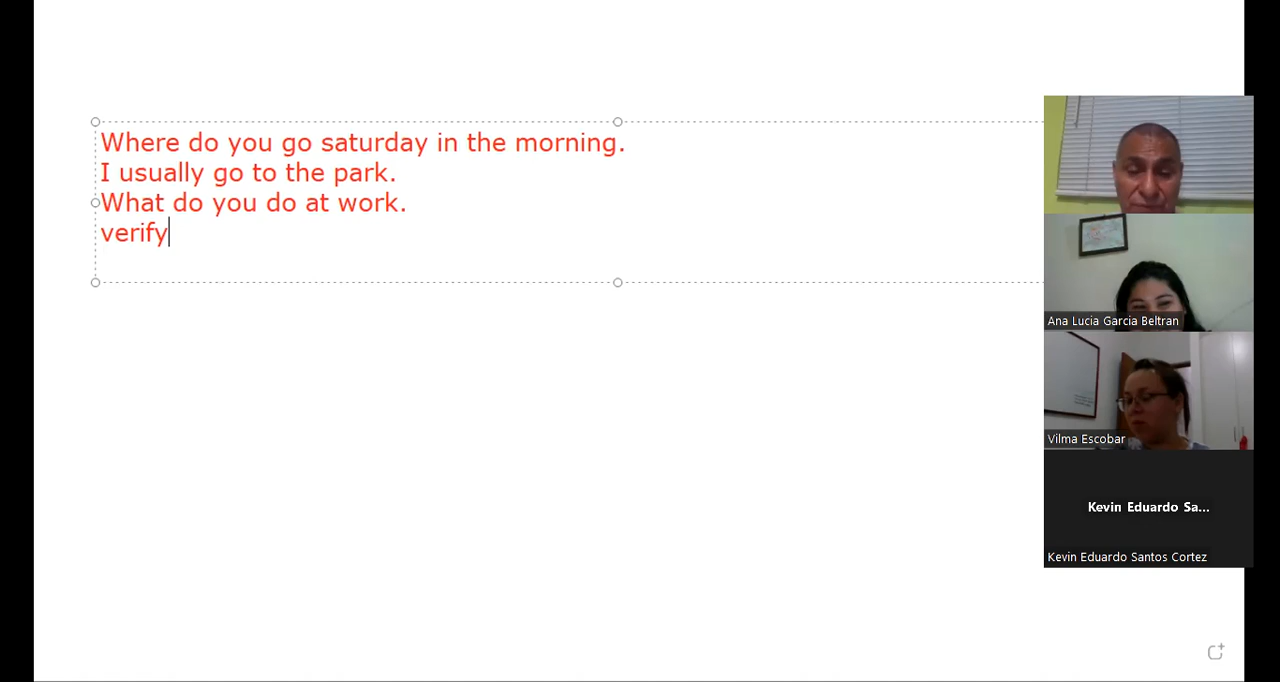 Where do you go saturday in the morning.
I usually go to the park.
What do you do at work.
verify
Ana Lucia Garcia Beltran
Vilma Escobar
Kevin Eduardo Sa...
Kevin Eduardo Santos Cortez